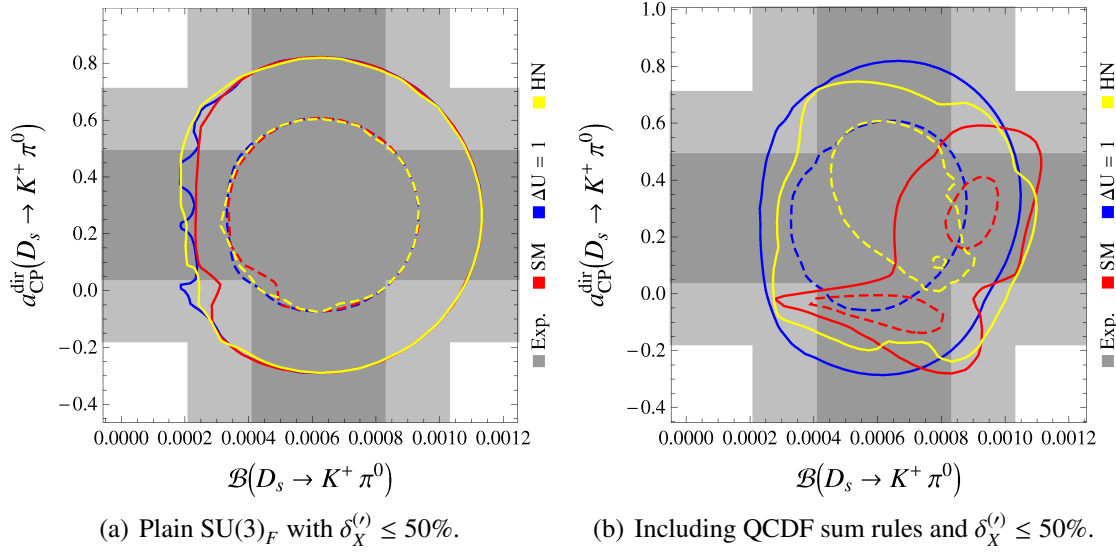 0.8
0.6
0.4
0.2
0.0
−0.2
−0.4
0.0000 0.0002 0.0004 0.0006 0.0008 0.0010 0.0012
a_CP^dir(D_s → K^+ π^0)
ℬ(D_s → K^+ π^0)
Exp. SM ΔU = 1 HN
(a) Plain SU(3)_F with δ_X^(′) ≤ 50%.
1.0
0.8
0.6
0.4
0.2
0.0
−0.2
−0.4
0.0000 0.0002 0.0004 0.0006 0.0008 0.0010 0.0012
a_CP^dir(D_s → K^+ π^0)
ℬ(D_s → K^+ π^0)
Exp. SM ΔU = 1 HN
(b) Including QCDF sum rules and δ_X^(′) ≤ 50%.